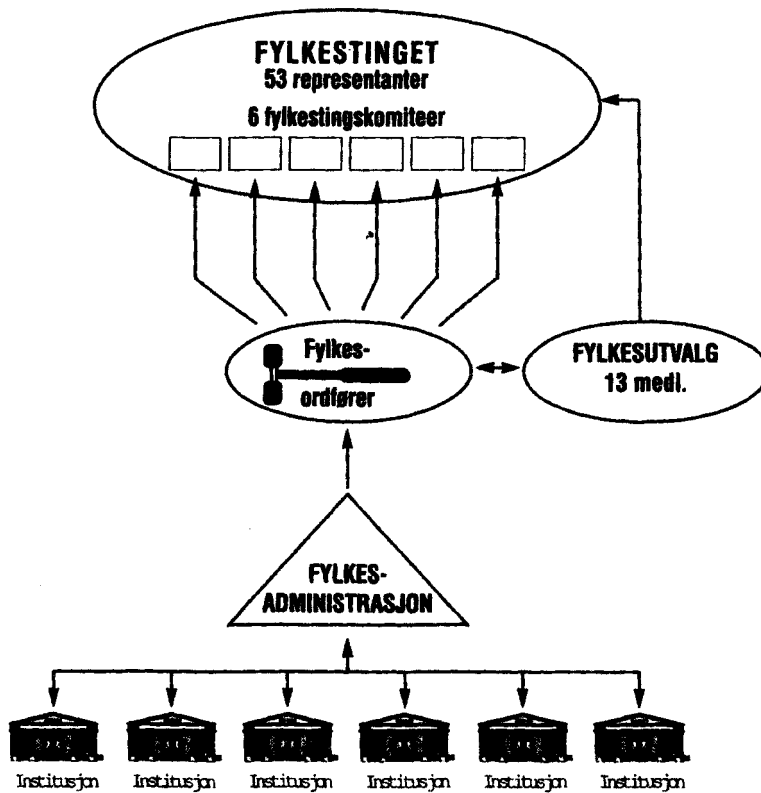 FYLKESTINGET
53 representanter
6 fylkestingskomiteer
Fylkes-
ordfører
FYLKESUTVALG
13 medl.
FYLKES-
ADMINISTRASJON
Institusjon Institusjon Institusjon Institusjon Institusjon Institusjon